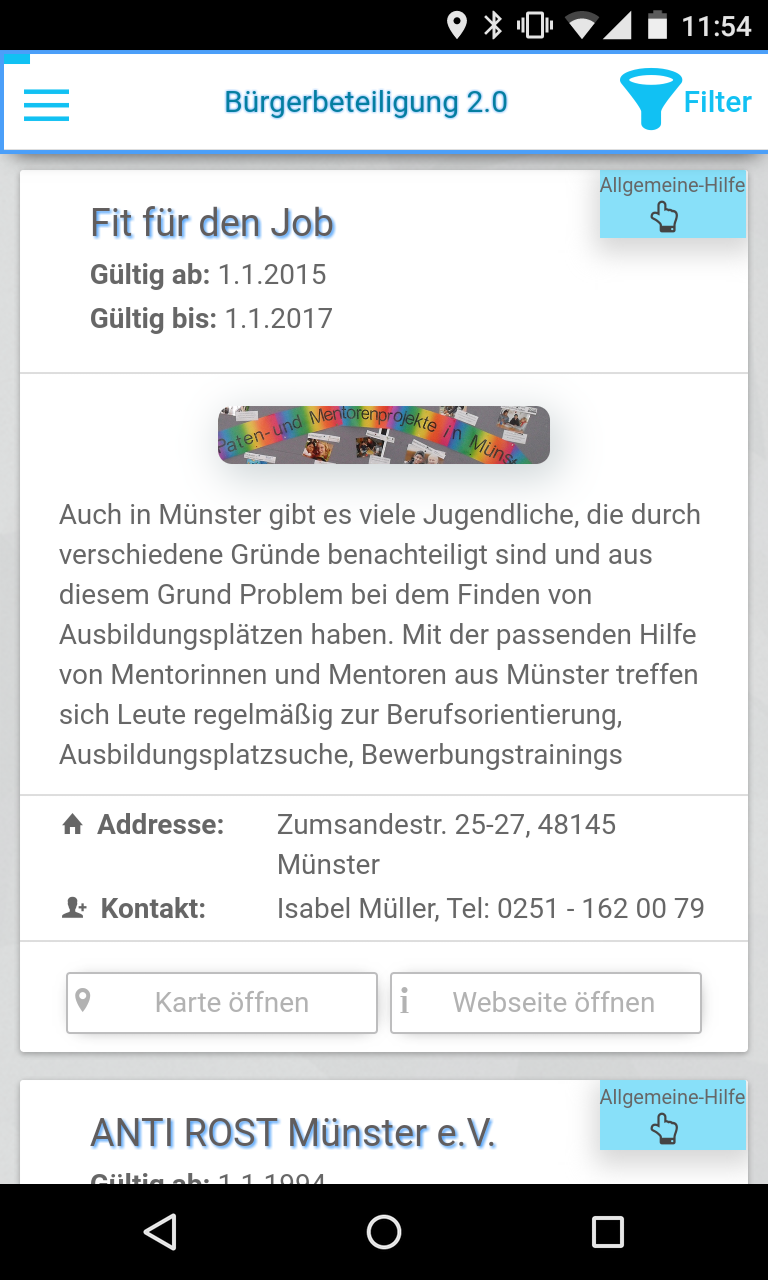 11:54
Bürgerbeteiligung 2.0
Filter
Allgemeine-Hilfe
Fit für den Job
Gültig ab: 1.1.2015
Gültig bis: 1.1.2017
Paten- und Mentorenprojekte in Münst
Auch in Münster gibt es viele Jugendliche, die durch
verschiedene Gründe benachteiligt sind und aus
diesem Grund Problem bei dem Finden von
Ausbildungsplätzen haben. Mit der passenden Hilfe
von Mentorinnen und Mentoren aus Münster treffen
sich Leute regelmäßig zur Berufsorientierung,
Ausbildungsplatzsuche, Bewerbungstrainings
Addresse: Zumsandestr. 25-27, 48145
Münster
Kontakt: Isabel Müller, Tel: 0251 - 162 00 79
Karte öffnen
i Webseite öffnen
Allgemeine-Hilfe
ANTI ROST Münster e.V.
Gültig ab: 1.1.1994